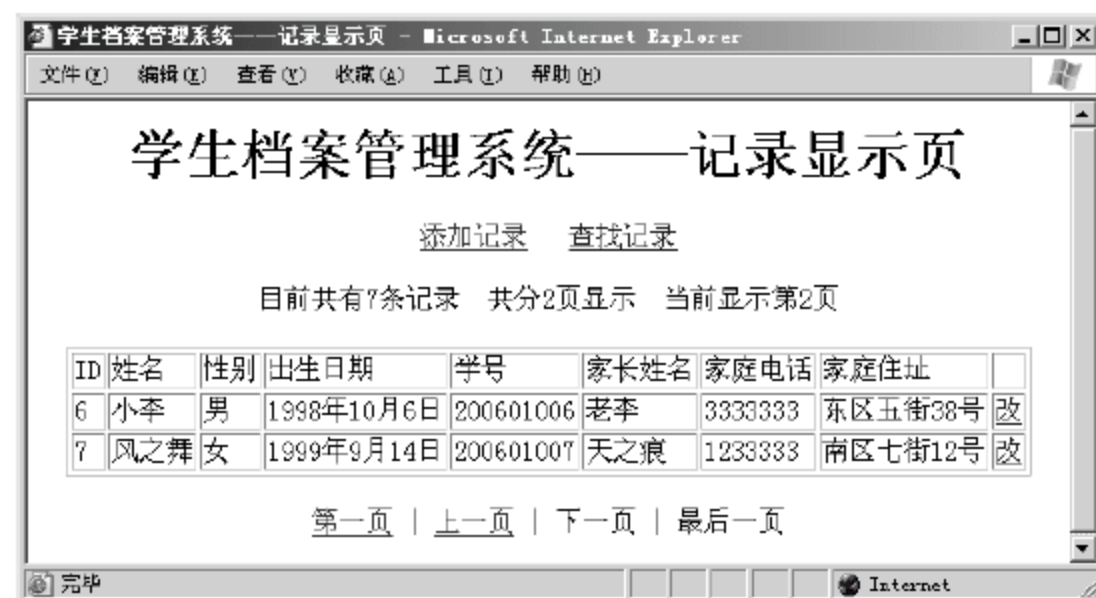 学生档案管理系统——记录显示页 - Microsoft Internet Explorer
文件(F) 编辑(E) 查看(V) 收藏(A) 工具(T) 帮助(H)
学生档案管理系统——记录显示页
添加记录 查找记录
目前共有7条记录 共分2页显示 当前显示第2页
ID 姓名 性别 出生日期 学号 家长姓名 家庭电话 家庭住址
6 小李 男 1998年10月6日 200601006 老李 3333333 东区五街38号 改
7 风之舞 女 1999年9月14日 200601007 天之痕 1233333 南区七街12号 改
第一页 | 上一页 | 下一页 | 最后一页
完毕 Internet